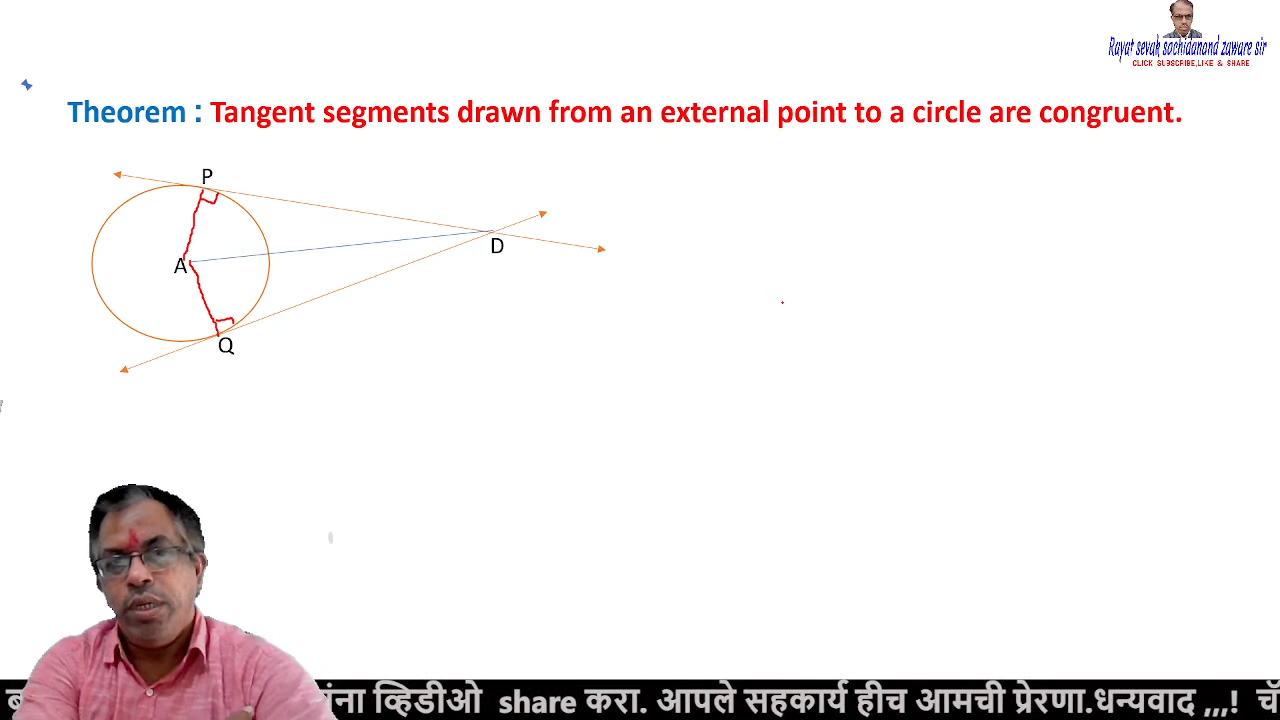 Rayat sevak sachidanand zaware sir
CLICK SUBSCRIBE,LIKE & SHARE
Theorem : Tangent segments drawn from an external point to a circle are congruent.
P
A
D
Q
व्हिडीओ share करा. आपले सहकार्य हीच आमची प्रेरणा.धन्यवाद ,,,!